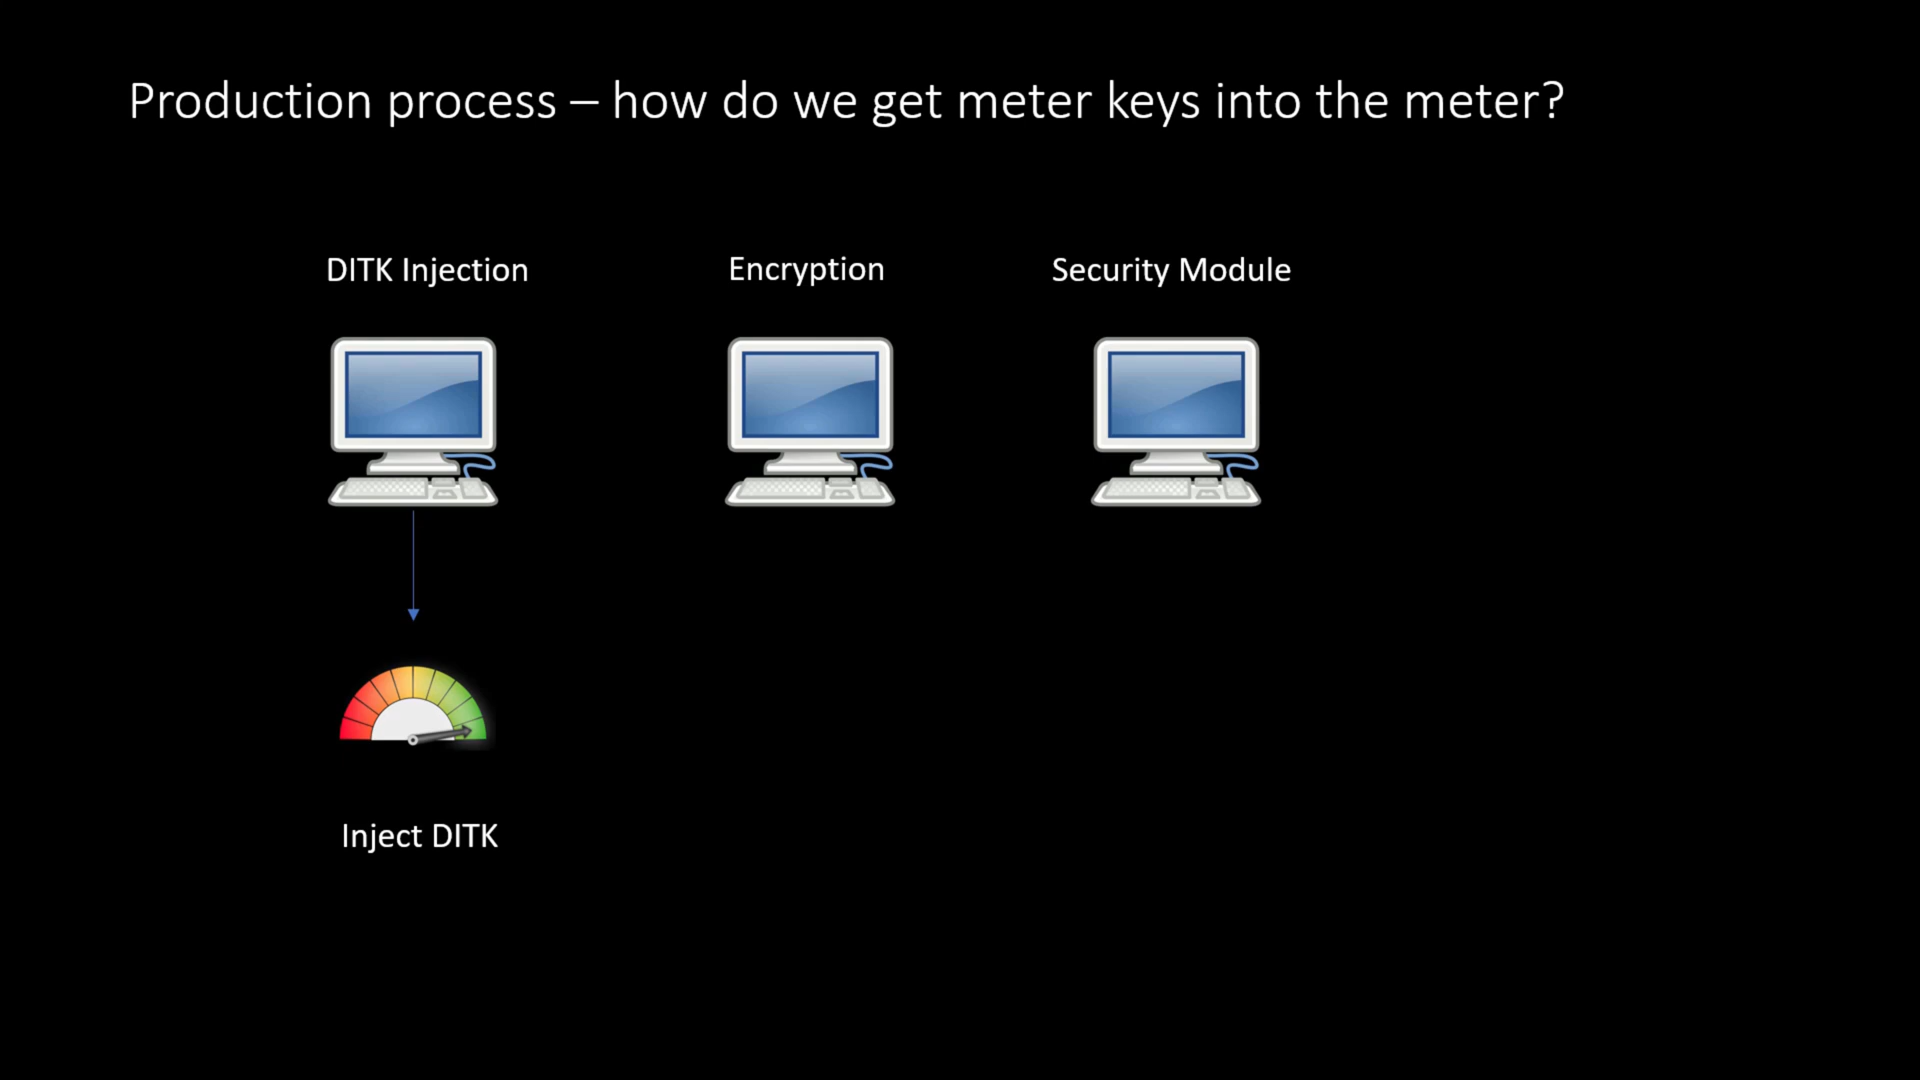 Production process – how do we get meter keys into the meter?
DITK Injection
Encryption
Security Module
Inject DITK